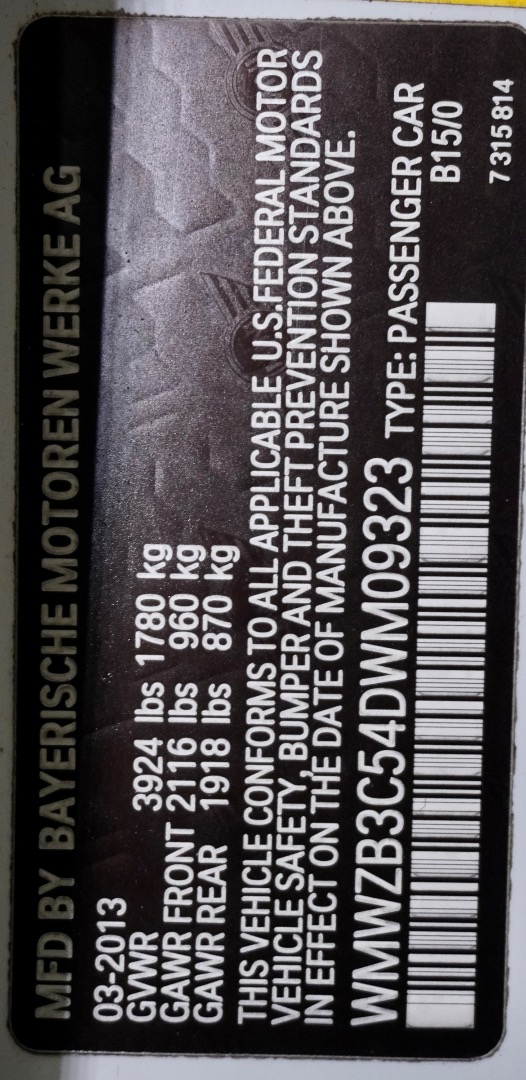 MFD BY BAYERISCHE MOTOREN WERKE AG
03-2013
GVWR 3924 lbs 1780 kg
GAWR FRONT 2116 lbs 960 kg
GAWR REAR 1918 lbs 870 kg
THIS VEHICLE CONFORMS TO ALL APPLICABLE U.S.FEDERAL MOTOR
VEHICLE SAFETY, BUMPER AND THEFT PREVENTION STANDARDS
IN EFFECT ON THE DATE OF MANUFACTURE SHOWN ABOVE.
WMWZB3C54DWM09323 TYPE: PASSENGER CAR
B15/0
7 315 814